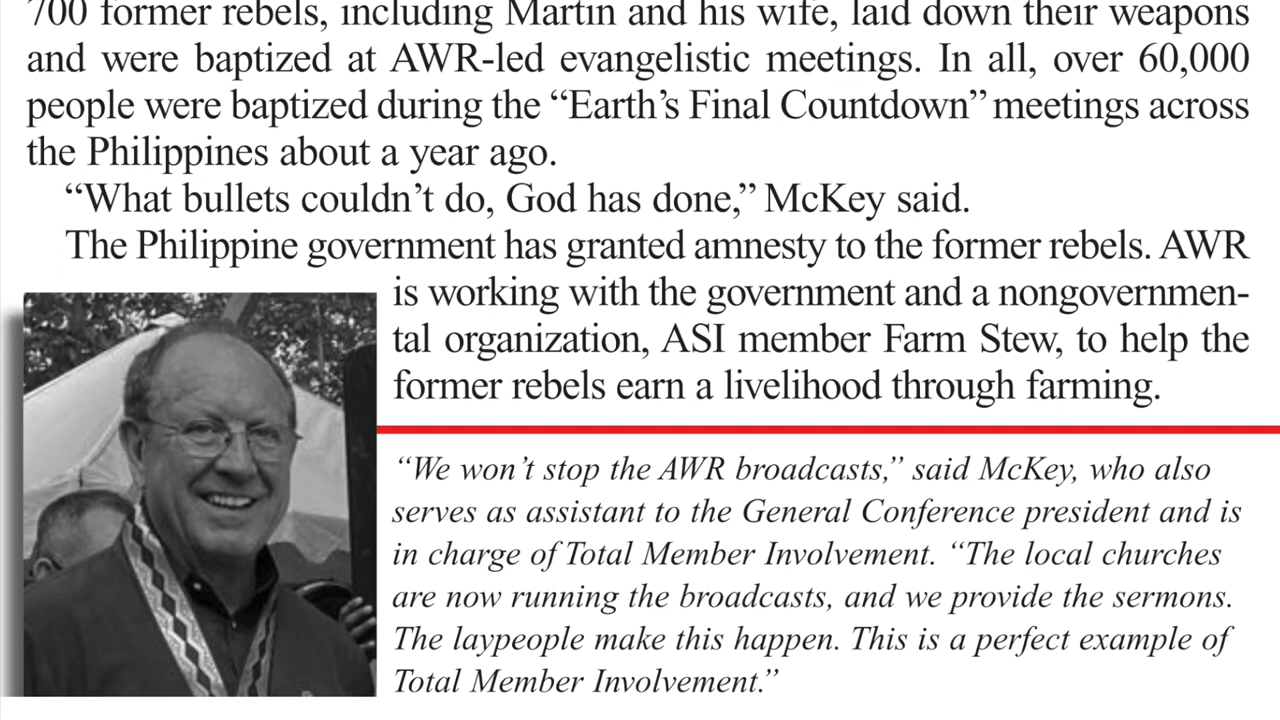 700 former rebels, including Martin and his wife, laid down their weapons
and were baptized at AWR-led evangelistic meetings. In all, over 60,000
people were baptized during the “Earth’s Final Countdown” meetings across
the Philippines about a year ago.
“What bullets couldn’t do, God has done,” McKey said.
The Philippine government has granted amnesty to the former rebels. AWR
is working with the government and a nongovernmen-
tal organization, ASI member Farm Stew, to help the
former rebels earn a livelihood through farming.
“We won’t stop the AWR broadcasts,” said McKey, who also
serves as assistant to the General Conference president and is
in charge of Total Member Involvement. “The local churches
are now running the broadcasts, and we provide the sermons.
The laypeople make this happen. This is a perfect example of
Total Member Involvement.”